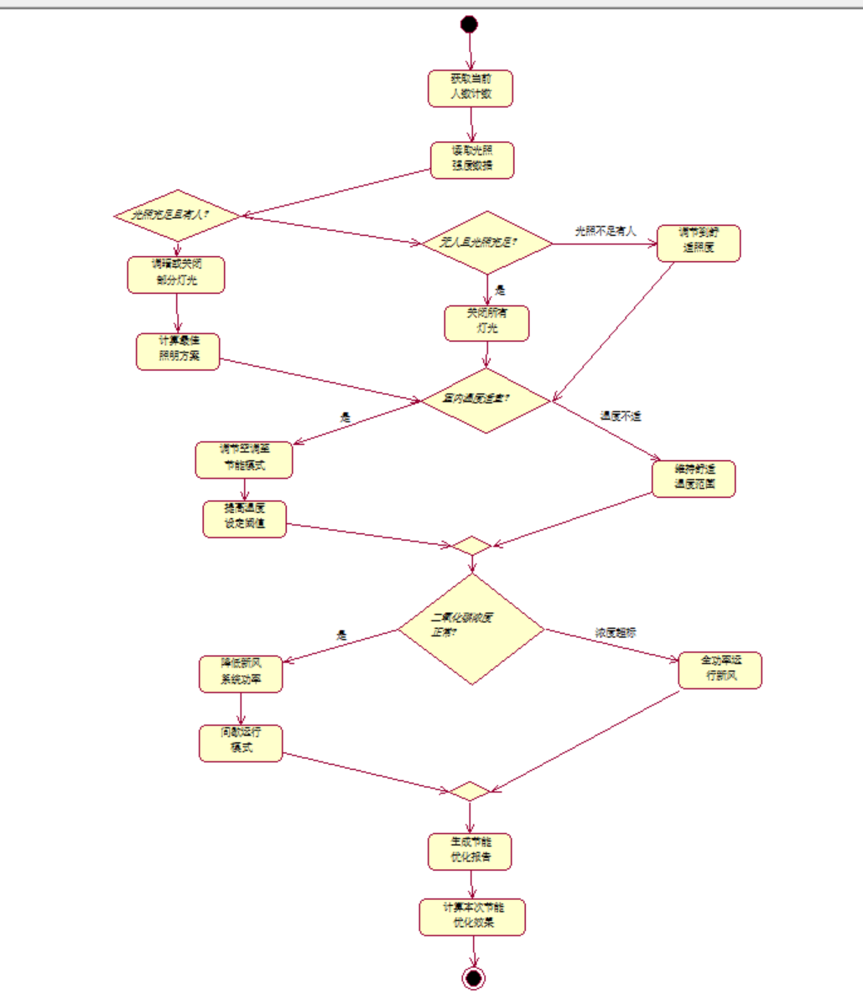 获取当前
人数计数
读取光照
强度数据
光照充足且有人?
无人且光照充足?
光照不足有人
调节到舒
适照度
调暗或关闭
部分灯光
是
关闭所有
灯光
计算最佳
照明方案
室内温度适宜?
是
温度不适
调节空调至
节能模式
维持舒适
温度范围
提高温度
设定阈值
二氧化碳浓度
正常?
是
浓度超标
降低新风
系统功率
全功率运
行新风
间歇运行
模式
生成节能
优化报告
计算本次节能
优化效果